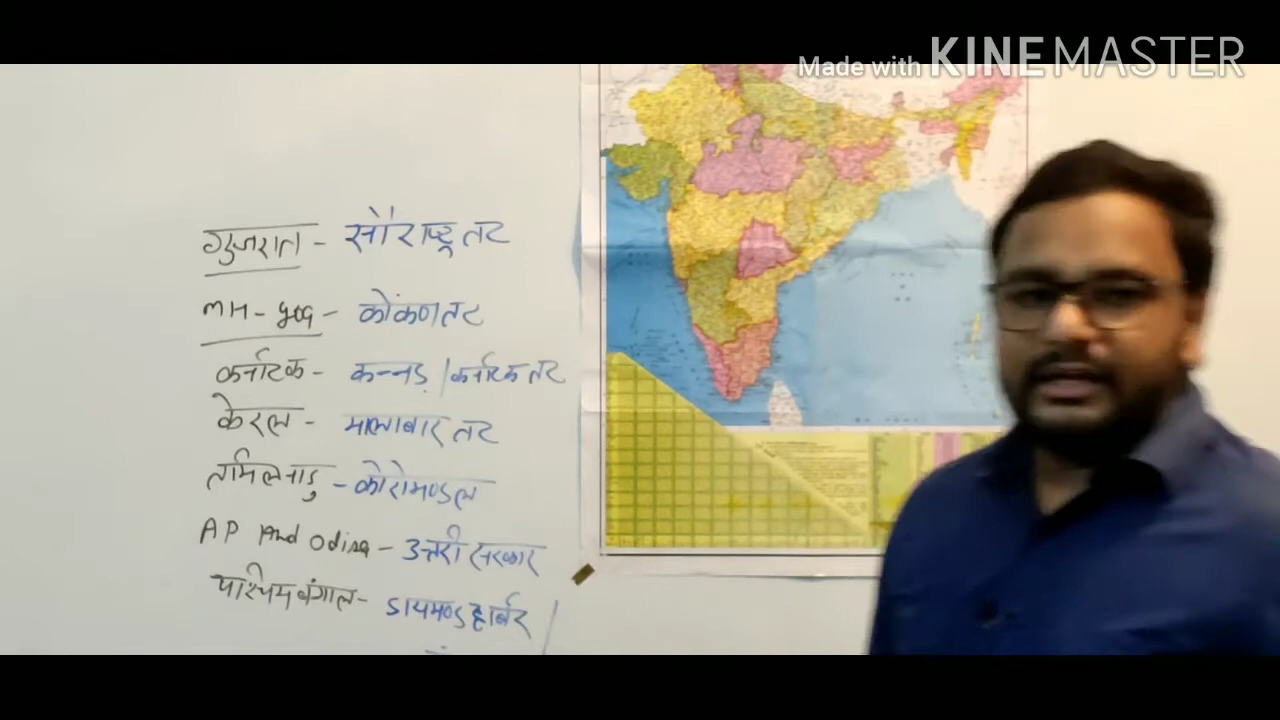 Made with KINEMASTER
गुजरात - सौराष्ट्र तट
MH - गोवा - कोंकण तट
कर्नाटक - कन्नड़ / कर्नाटक तट
केरल - मालाबार तट
तमिलनाडु - कोरोमण्डल
AP And Odisa - उत्तरी सरकार
पश्चिम बंगाल - डायमण्ड हार्बर